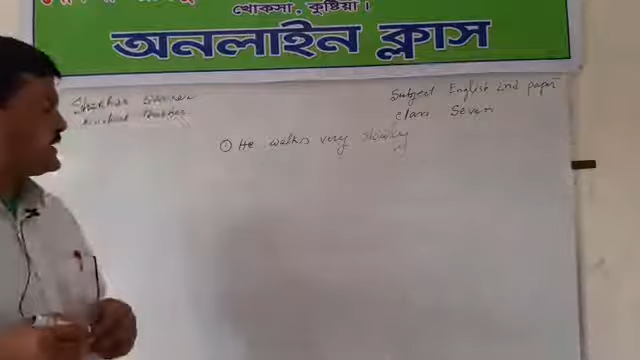 খোকসা, কুষ্টিয়া।
অনলাইন ক্লাস
Subject English 2nd paper
Class Seven
① He walks very slowly